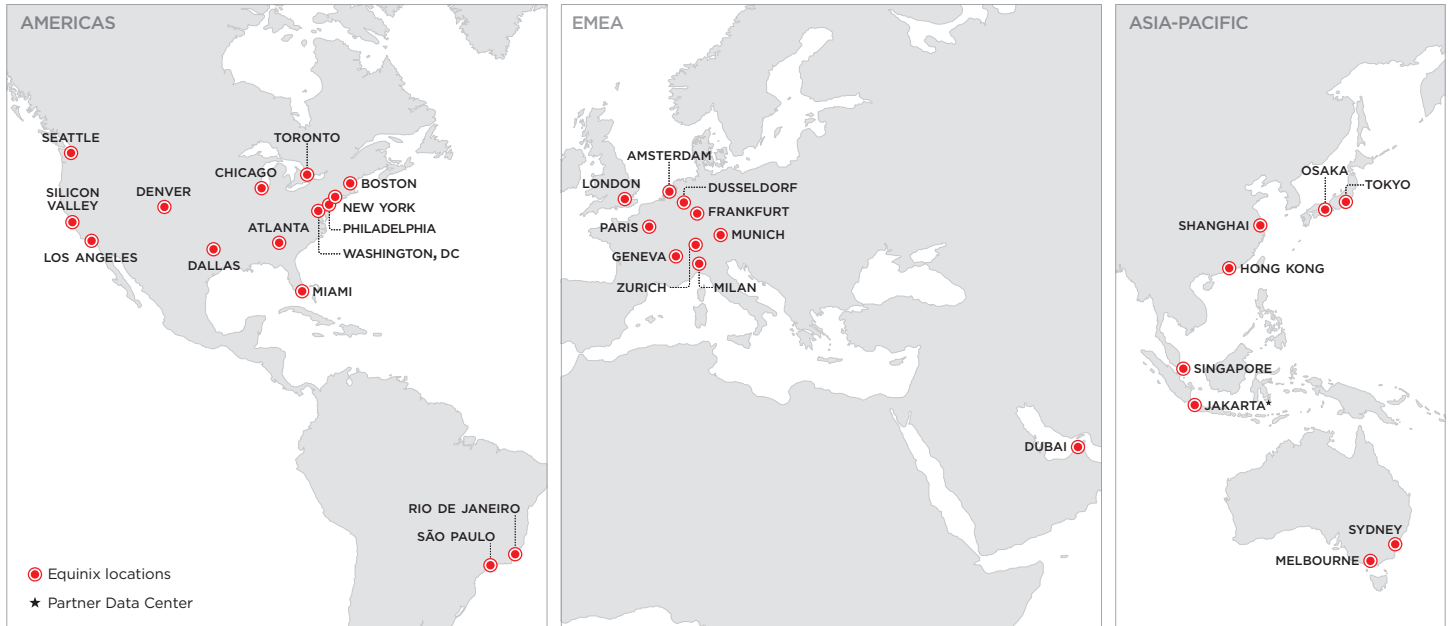 AMERICAS
SEATTLE
TORONTO
CHICAGO
BOSTON
SILICON
VALLEY
DENVER
NEW YORK
PHILADELPHIA
ATLANTA
WASHINGTON, DC
LOS ANGELES
DALLAS
MIAMI
RIO DE JANEIRO
SÃO PAULO
Equinix locations
★ Partner Data Center
EMEA
AMSTERDAM
LONDON
DUSSELDORF
FRANKFURT
PARIS
MUNICH
GENEVA
ZURICH
MILAN
DUBAI
ASIA-PACIFIC
OSAKA
TOKYO
SHANGHAI
HONG KONG
SINGAPORE
JAKARTA★
SYDNEY
MELBOURNE